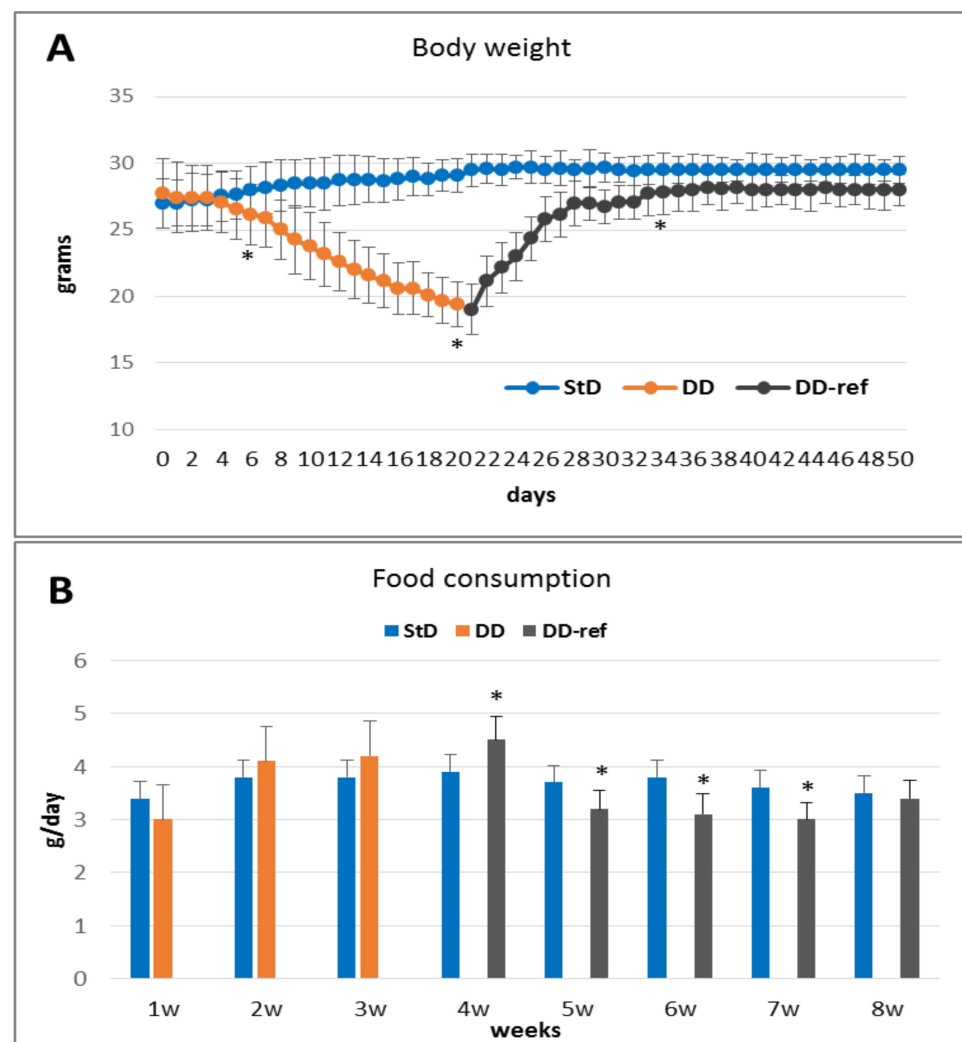 A
Body weight
35
30
25
20
15
10
grams
*
*
*
StD DD DD-ref
0 2 4 6 8 10 12 14 16 18 20 22 24 26 28 30 32 34 36 38 40 42 44 46 48 50
days
B
Food consumption
StD DD DD-ref
6
5
4
3
2
1
0
g/day
*
*
*
*
1w 2w 3w 4w 5w 6w 7w 8w
weeks